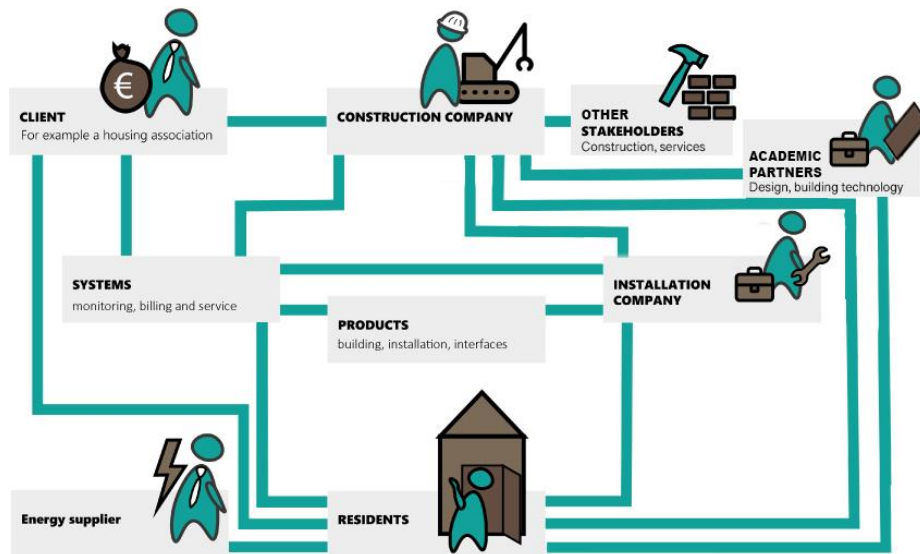 CLIENT
For example a housing association
€
CONSTRUCTION COMPANY
OTHER
STAKEHOLDERS
Construction, services
ACADEMIC
PARTNERS
Design, building technology
SYSTEMS
monitoring, billing and service
INSTALLATION
COMPANY
PRODUCTS
building, installation, interfaces
Energy supplier
RESIDENTS